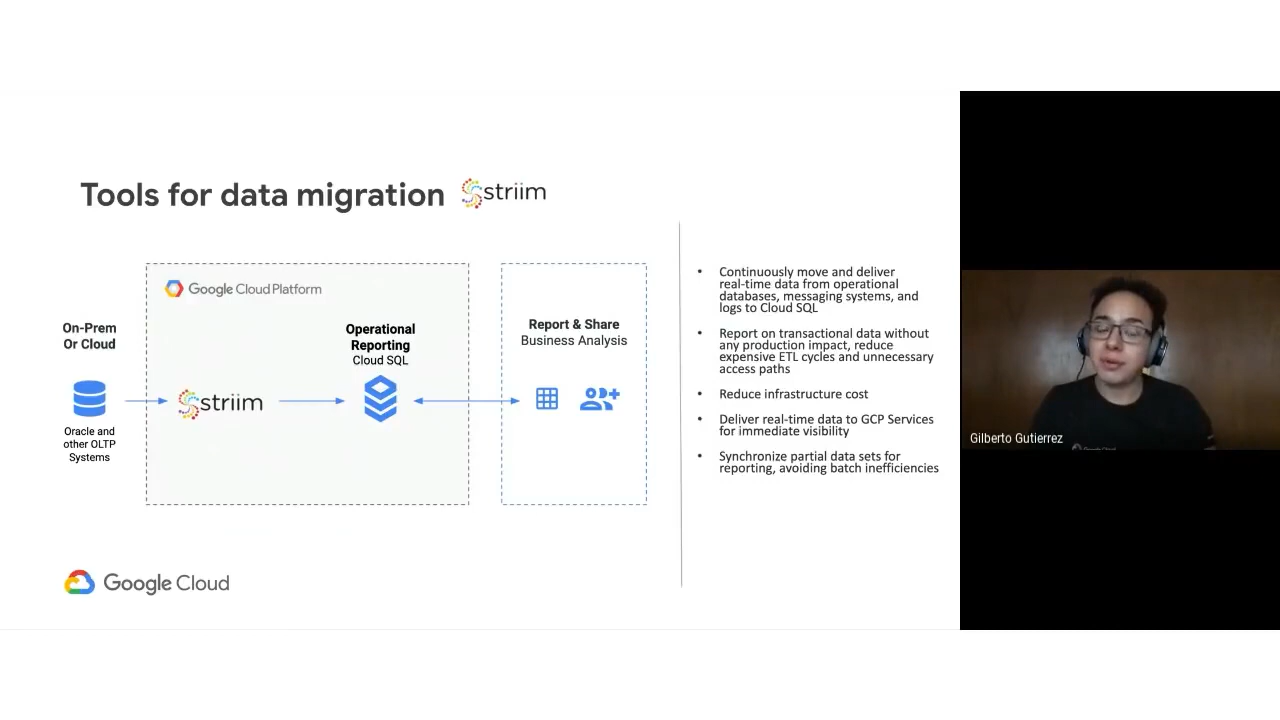 Tools for data migration
striim
Google Cloud Platform
On-Prem
Or Cloud
Oracle and
other OLTP
Systems
striim
Operational
Reporting
Cloud SQL
Report & Share
Business Analysis
• Continuously move and deliver
real-time data from operational
databases, messaging systems, and
logs to Cloud SQL
• Report on transactional data without
any production impact, reduce
expensive ETL cycles and unnecessary
access paths
• Reduce infrastructure cost
• Deliver real-time data to GCP Services
for immediate visibility
• Synchronize partial data sets for
reporting, avoiding batch inefficiencies
Google Cloud
Gilberto Gutierrez